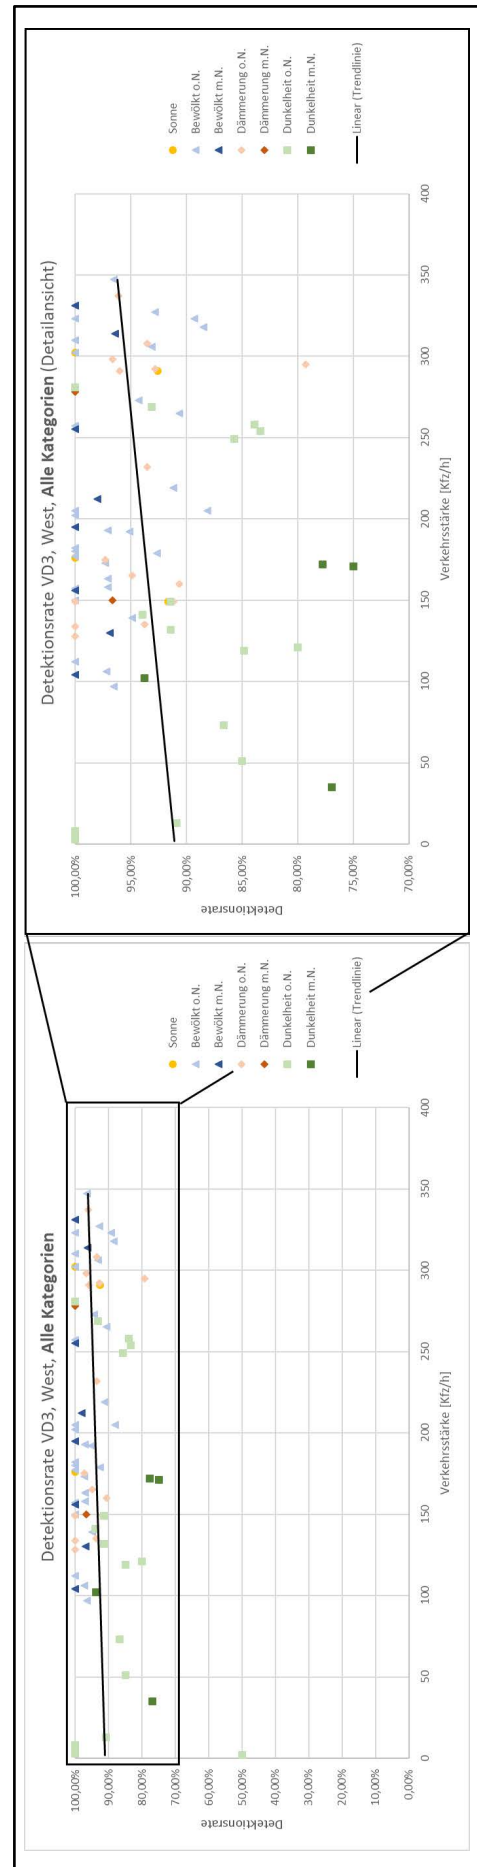 Detektionsrate VD3, West, Alle Kategorien
Detektionsrate
100,00%
90,00%
80,00%
70,00%
60,00%
50,00%
40,00%
30,00%
20,00%
10,00%
0,00%
0
50
100
150
200
250
300
350
400
Verkehrsstärke [Kfz/h]
Sonne
Bewölkt o.N.
Bewölkt m.N.
Dämmerung o.N.
Dämmerung m.N.
Dunkelheit o.N.
Dunkelheit m.N.
Linear (Trendlinie)
Detektionsrate VD3, West, Alle Kategorien (Detailansicht)
Detektionsrate
100,00%
95,00%
90,00%
85,00%
80,00%
75,00%
70,00%
0
50
100
150
200
250
300
350
400
Verkehrsstärke [Kfz/h]
Sonne
Bewölkt o.N.
Bewölkt m.N.
Dämmerung o.N.
Dämmerung m.N.
Dunkelheit o.N.
Dunkelheit m.N.
Linear (Trendlinie)